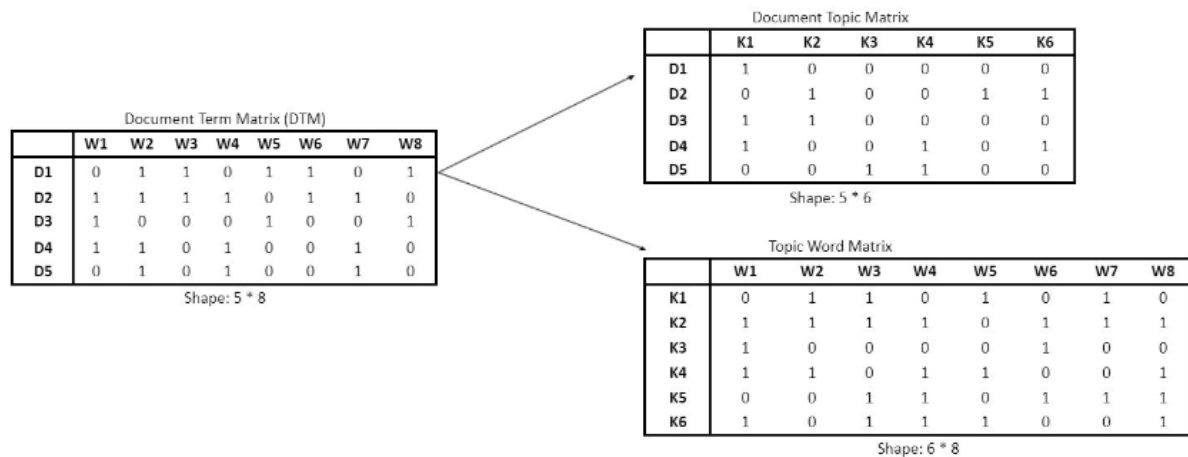 Document Term Matrix (DTM)
W1 W2 W3 W4 W5 W6 W7 W8
D1 0 1 1 0 1 1 0 1
D2 1 1 1 1 0 1 1 0
D3 1 0 0 0 1 0 0 1
D4 1 1 0 1 0 0 1 0
D5 0 1 0 1 0 0 1 0
Shape: 5 * 8
Document Topic Matrix
K1 K2 K3 K4 K5 K6
D1 1 0 0 0 0 0
D2 0 1 0 0 1 1
D3 1 1 0 0 0 0
D4 1 0 0 1 0 1
D5 0 0 1 1 0 0
Shape: 5 * 6
Topic Word Matrix
W1 W2 W3 W4 W5 W6 W7 W8
K1 0 1 1 0 1 0 1 0
K2 1 1 1 1 0 1 1 1
K3 1 0 0 0 0 1 0 0
K4 1 1 0 1 1 0 0 1
K5 0 0 1 1 0 1 1 1
K6 1 0 1 1 1 0 0 1
Shape: 6 * 8